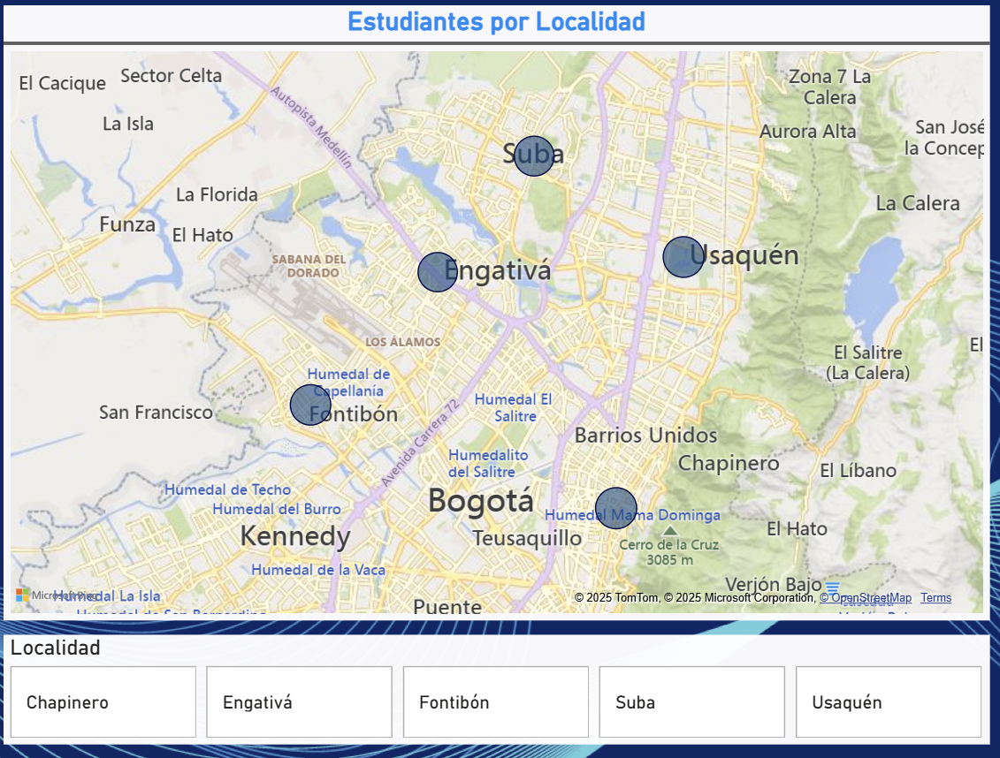 Estudiantes por Localidad
El Cacique
Sector Celta
Zona 7 La
Calera
Autopista Medellín
La Isla
Aurora Alta
San José
la Concep
Suba
La Florida
La Calera
Funza
El Hato
SABANA DEL
DORADO
Engativá
Usaquén
LOS ÁLAMOS
El
El Salitre
(La Calera)
Humedal de
Capellanía
Humedal El
Salitre
San Francisco
Fontibón
Avenida Carrera 72
Barrios Unidos
Humedalito
del Salitre
Chapinero
El Líbano
Humedal de Techo
Humedal del Burro
Bogotá
Humedal Mama Dominga
Kennedy
Teusaquillo
El Hato
Cerro de la Cruz
3085 m
Humedal de la Vaca
Verjón Bajo
Humedal La Isla
Microsoft Bing
© 2025 TomTom, © 2025 Microsoft Corporation, © OpenStreetMap Terms
Puente
Localidad
Chapinero
Engativá
Fontibón
Suba
Usaquén